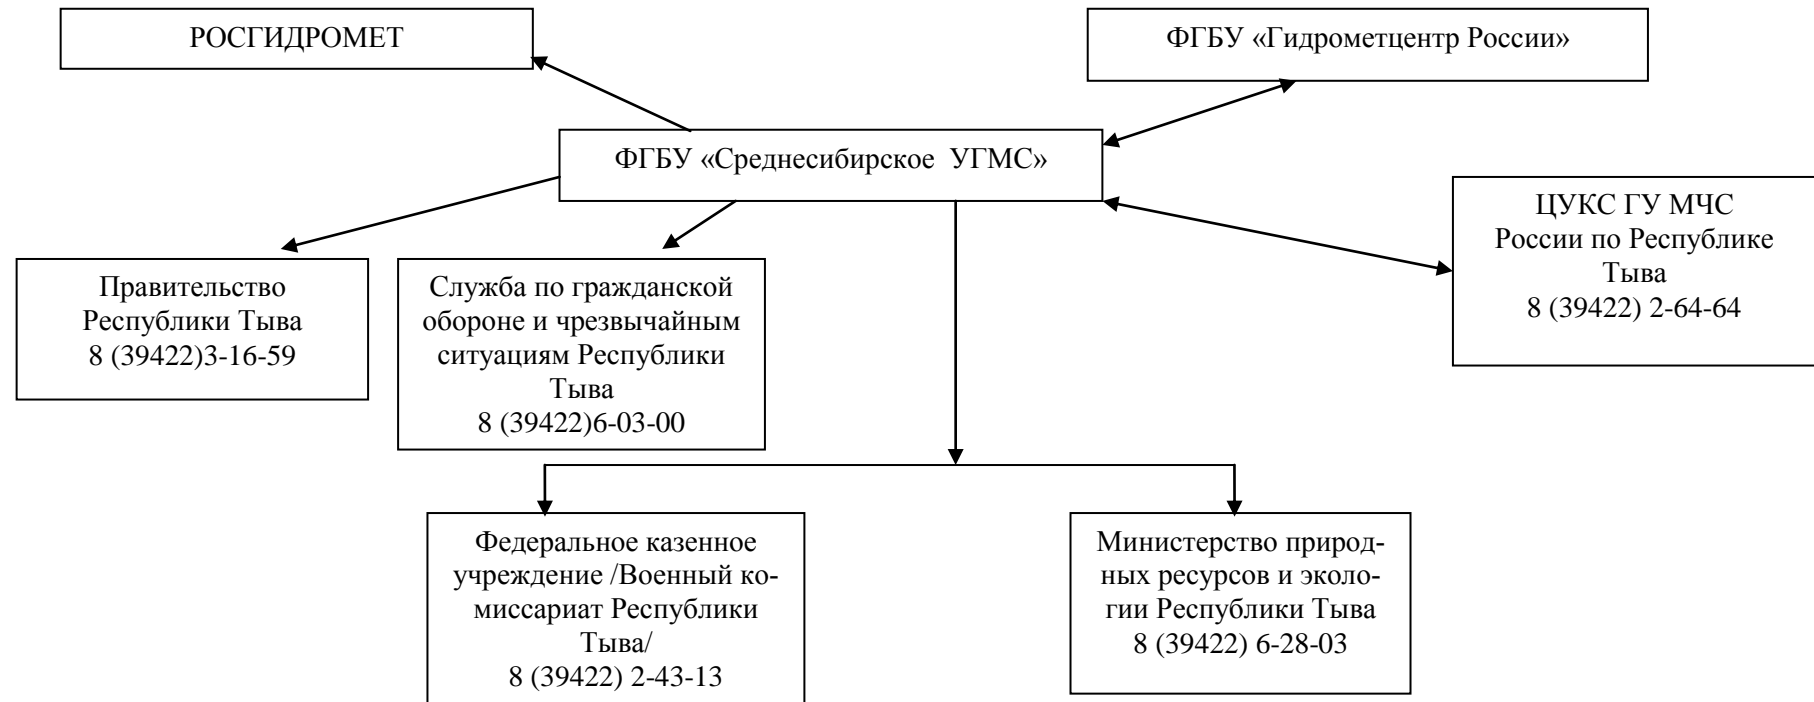 РОСГИДРОМЕТ
ФГБУ «Гидрометцентр России»
ФГБУ «Среднесибирское УГМС»
ЦУКС ГУ МЧС
России по Республике
Тыва
8 (39422) 2-64-64
Правительство
Республики Тыва
8 (39422)3-16-59
Служба по гражданской
обороне и чрезвычайным
ситуациям Республики
Тыва
8 (39422)6-03-00
Федеральное казенное
учреждение /Военный ко-
миссариат Республики
Тыва/
8 (39422) 2-43-13
Министерство природ-
ных ресурсов и эколо-
гии Республики Тыва
8 (39422) 6-28-03